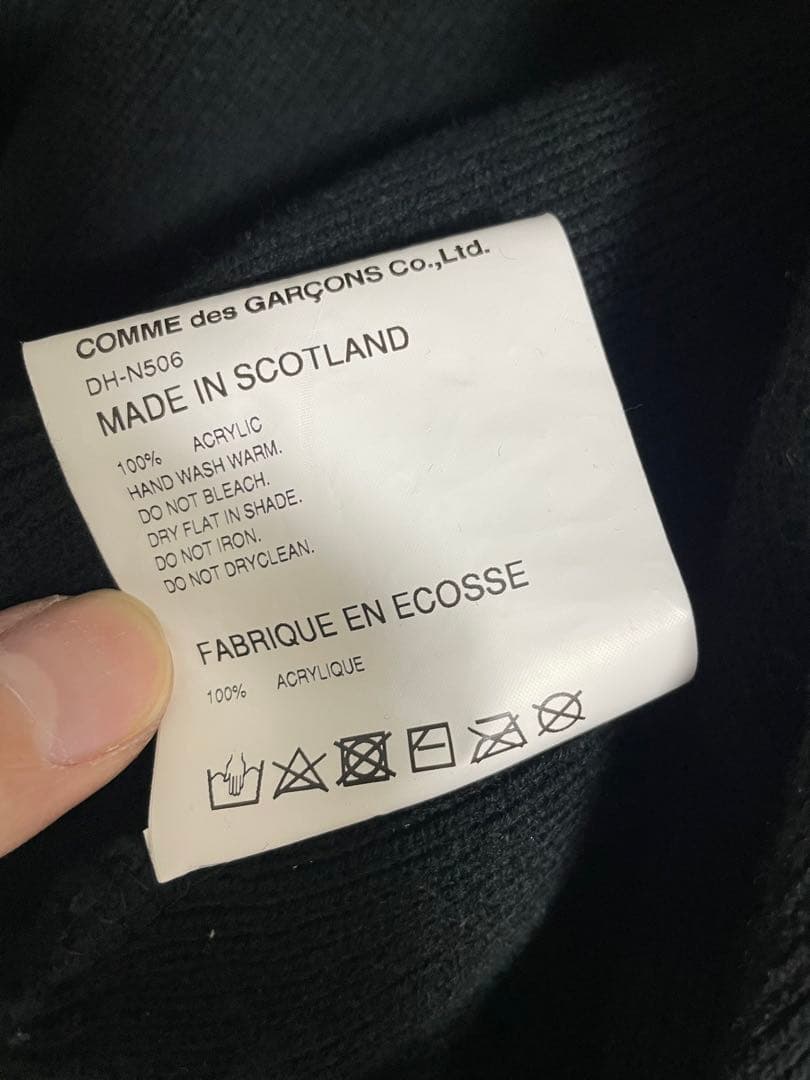 COMME des GARÇONS Co.,Ltd.
DH-N506
MADE IN SCOTLAND
100% ACRYLIC
HAND WASH WARM.
DO NOT BLEACH.
DRY FLAT IN SHADE.
DO NOT IRON.
DO NOT DRYCLEAN.
FABRIQUE EN ECOSSE
100% ACRYLIQUE